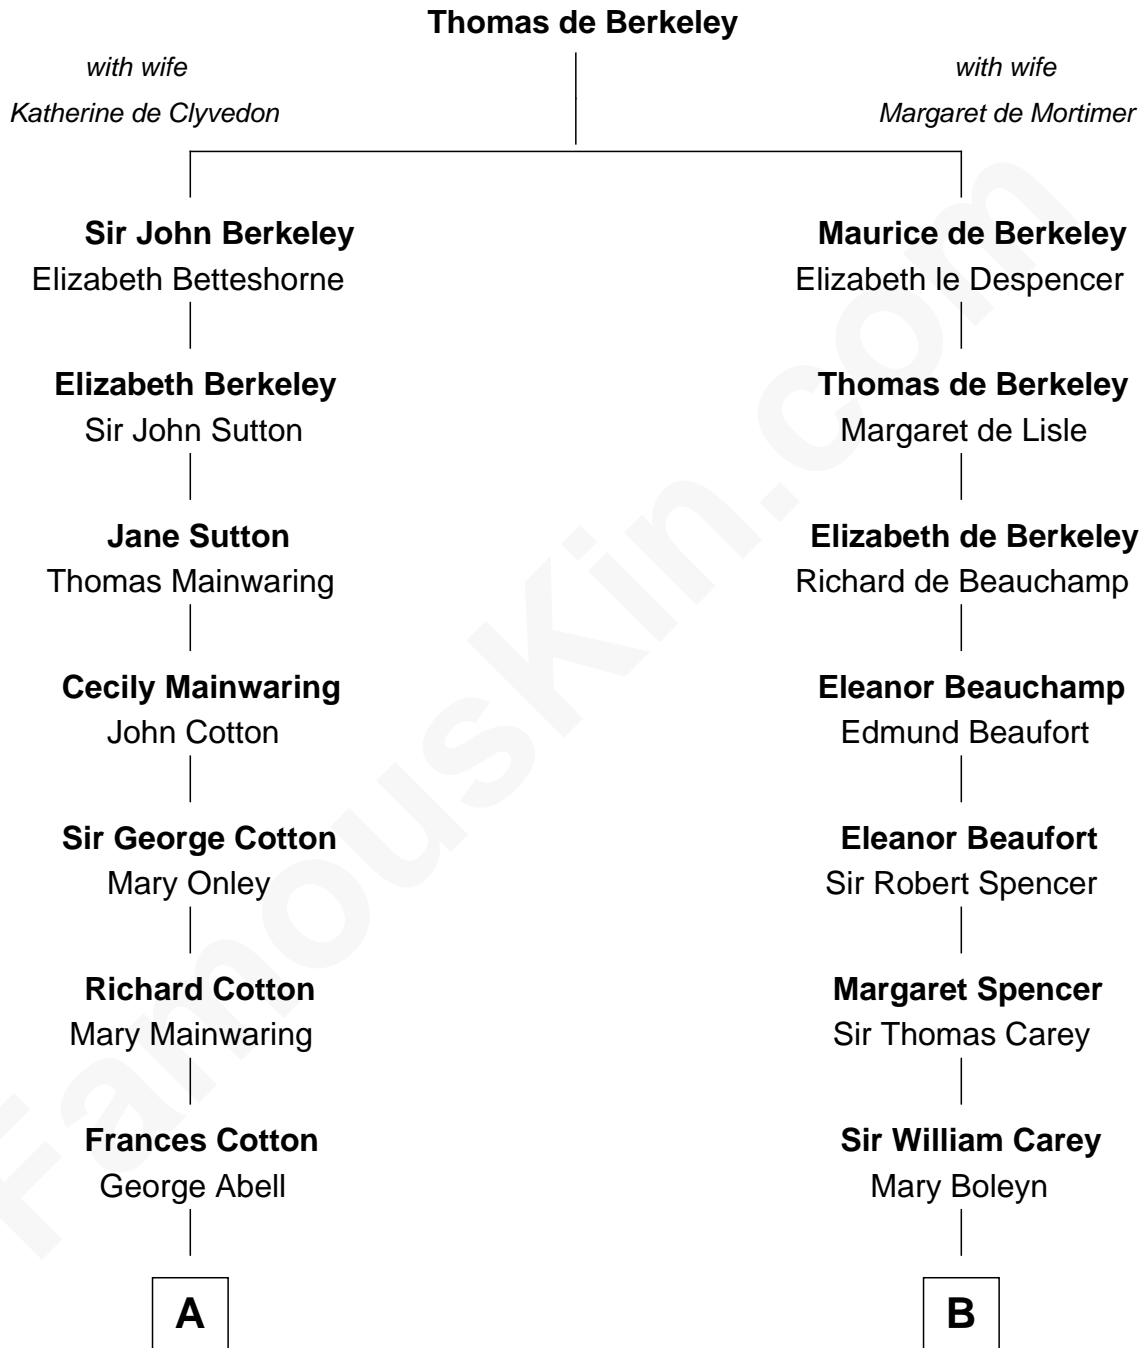 Thomas de Berkeley
with wife
Katherine de Clyvedon
with wife
Margaret de Mortimer
Sir John Berkeley
Elizabeth Betteshorne
Maurice de Berkeley
Elizabeth le Despencer
Elizabeth Berkeley
Sir John Sutton
Thomas de Berkeley
Margaret de Lisle
Jane Sutton
Thomas Mainwaring
Elizabeth de Berkeley
Richard de Beauchamp
Cecily Mainwaring
John Cotton
Eleanor Beauchamp
Edmund Beaufort
Sir George Cotton
Mary Onley
Eleanor Beaufort
Sir Robert Spencer
Richard Cotton
Mary Mainwaring
Margaret Spencer
Sir Thomas Carey
Frances Cotton
George Abell
Sir William Carey
Mary Boleyn
A
B
FamousKin.com